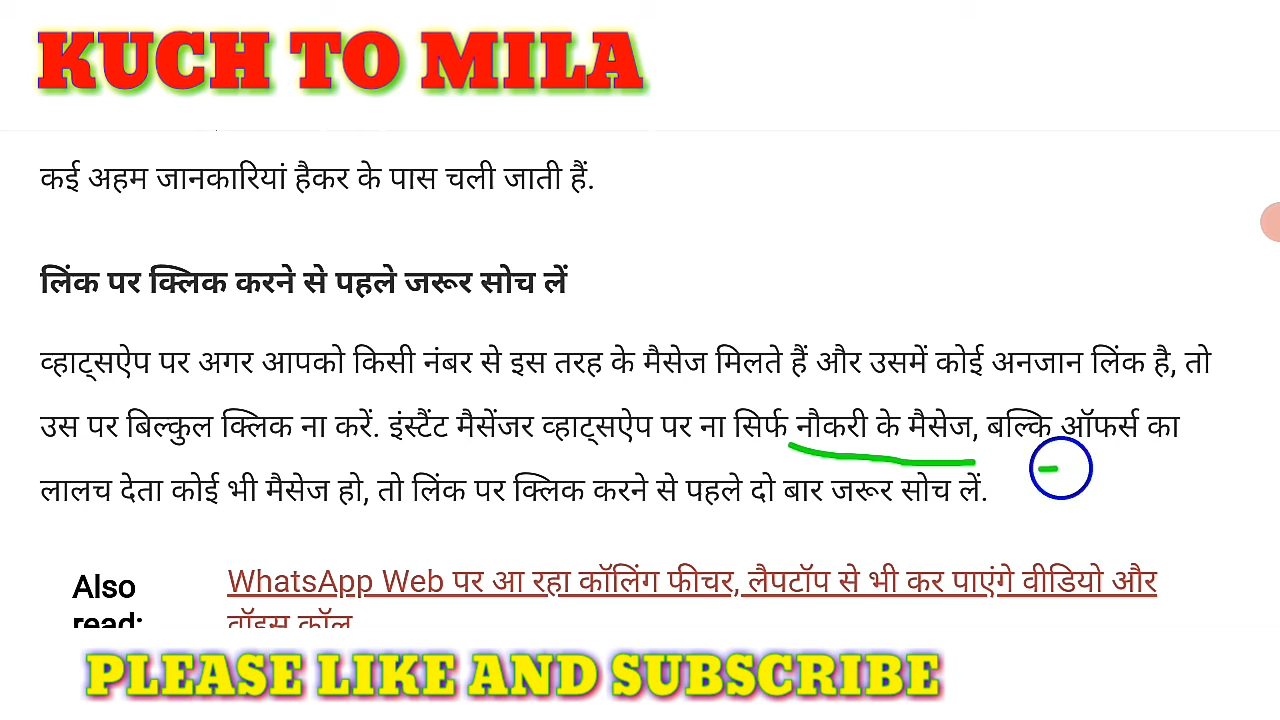 KUCH TO MILA
कई अहम जानकारियां हैकर के पास चली जाती हैं.
लिंक पर क्लिक करने से पहले जरूर सोच लें
व्हाट्सऐप पर अगर आपको किसी नंबर से इस तरह के मैसेज मिलते हैं और उसमें कोई अनजान लिंक है, तो
उस पर बिल्कुल क्लिक ना करें. इंस्टैंट मैसेंजर व्हाट्सऐप पर ना सिर्फ नौकरी के मैसेज, बल्कि ऑफर्स का
लालच देता कोई भी मैसेज हो, तो लिंक पर क्लिक करने से पहले दो बार जरूर सोच लें.
Also WhatsApp Web पर आ रहा कॉलिंग फीचर, लैपटॉप से भी कर पाएंगे वीडियो और
read: वॉइस कॉल
PLEASE LIKE AND SUBSCRIBE